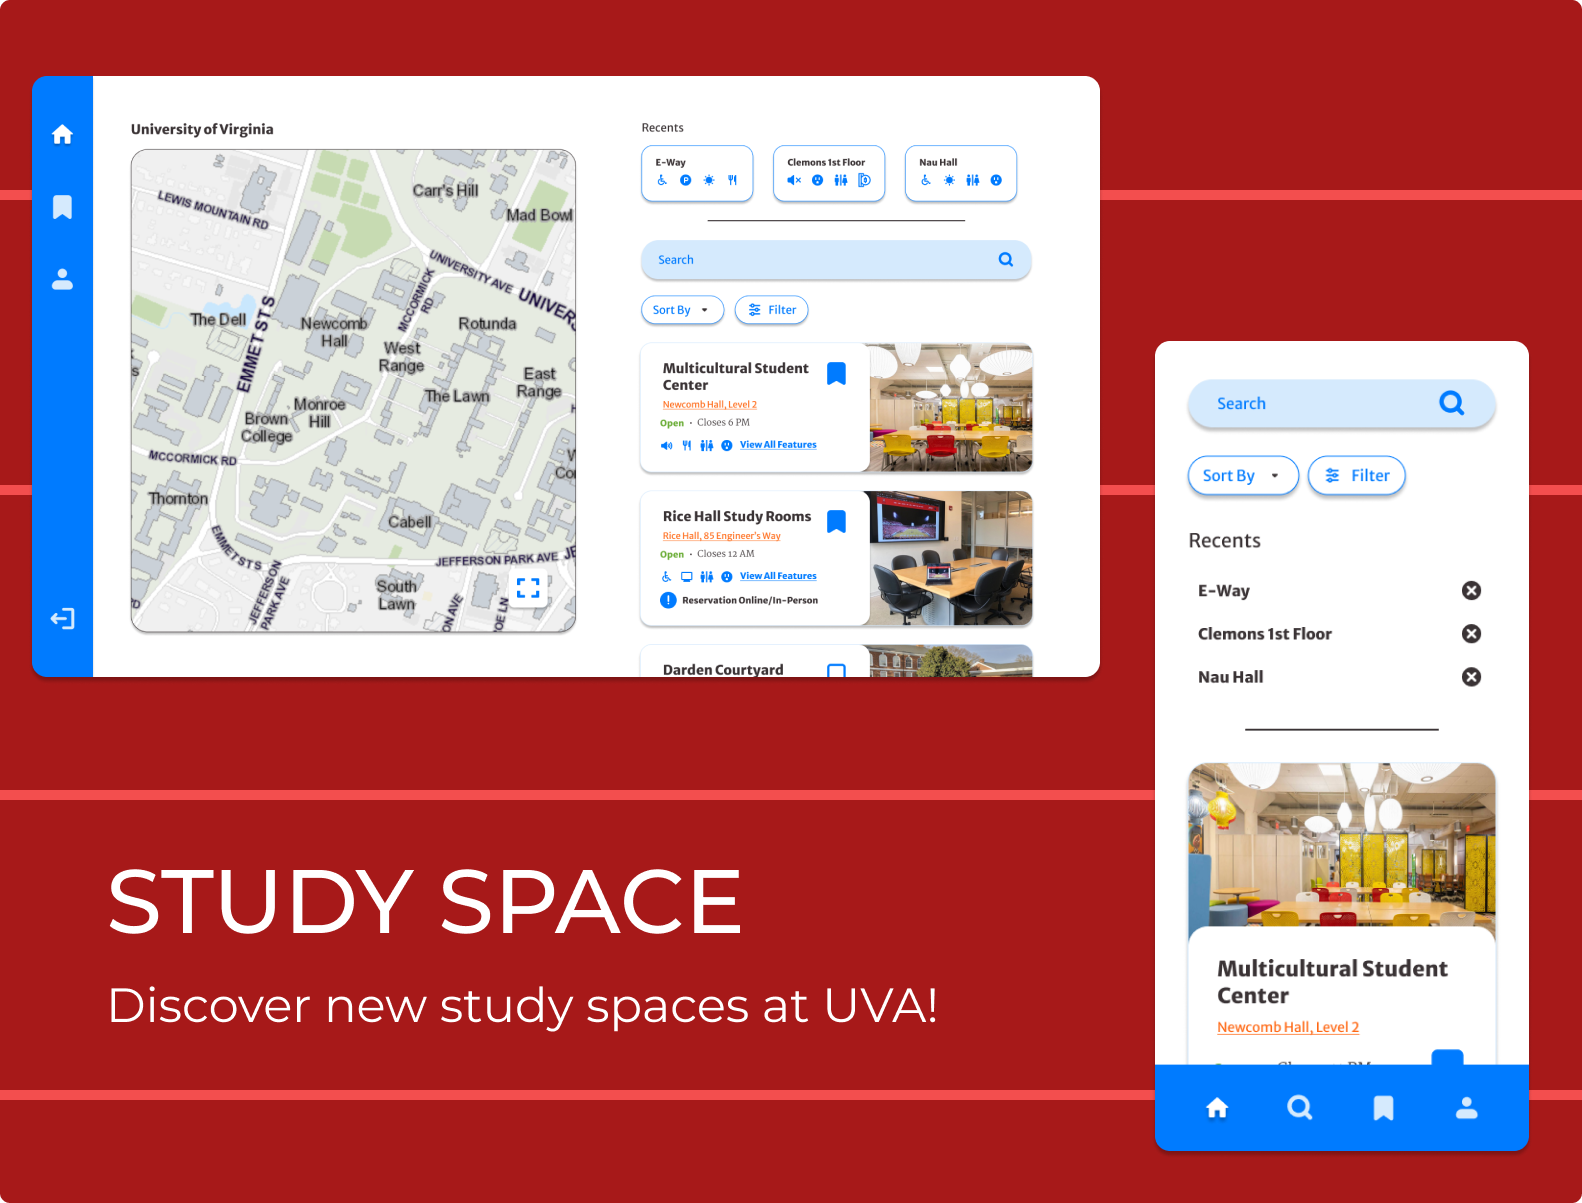 University of Virginia
Carr's Hill
LEWIS MOUNTAIN RD
Mad Bowl
UNIVERSITY AVE
UNIVERS
MCCORMICK RD
The Dell
EMMET ST S
Newcomb
Hall
Rotunda
West
Range
East
Range
The Lawn
Monroe
Hill
Brown
College
MCCORMICK RD
Thornton
Cabell
EMMET ST S
JEFFERSON PARK AVE
JEFFERSON
PARK AVE
South
Lawn
Recents
E-Way
Clemons 1st Floor
Nau Hall
Search
Sort By
Filter
Multicultural Student
Center
Newcomb Hall, Level 2
Open • Closes 6 PM
View All Features
Rice Hall Study Rooms
Rice Hall, 85 Engineer's Way
Open • Closes 12 AM
View All Features
Reservation Online/In-Person
Darden Courtyard
Search
Sort By
Filter
Recents
E-Way
Clemons 1st Floor
Nau Hall
Multicultural Student
Center
Newcomb Hall, Level 2
STUDY SPACE
Discover new study spaces at UVA!